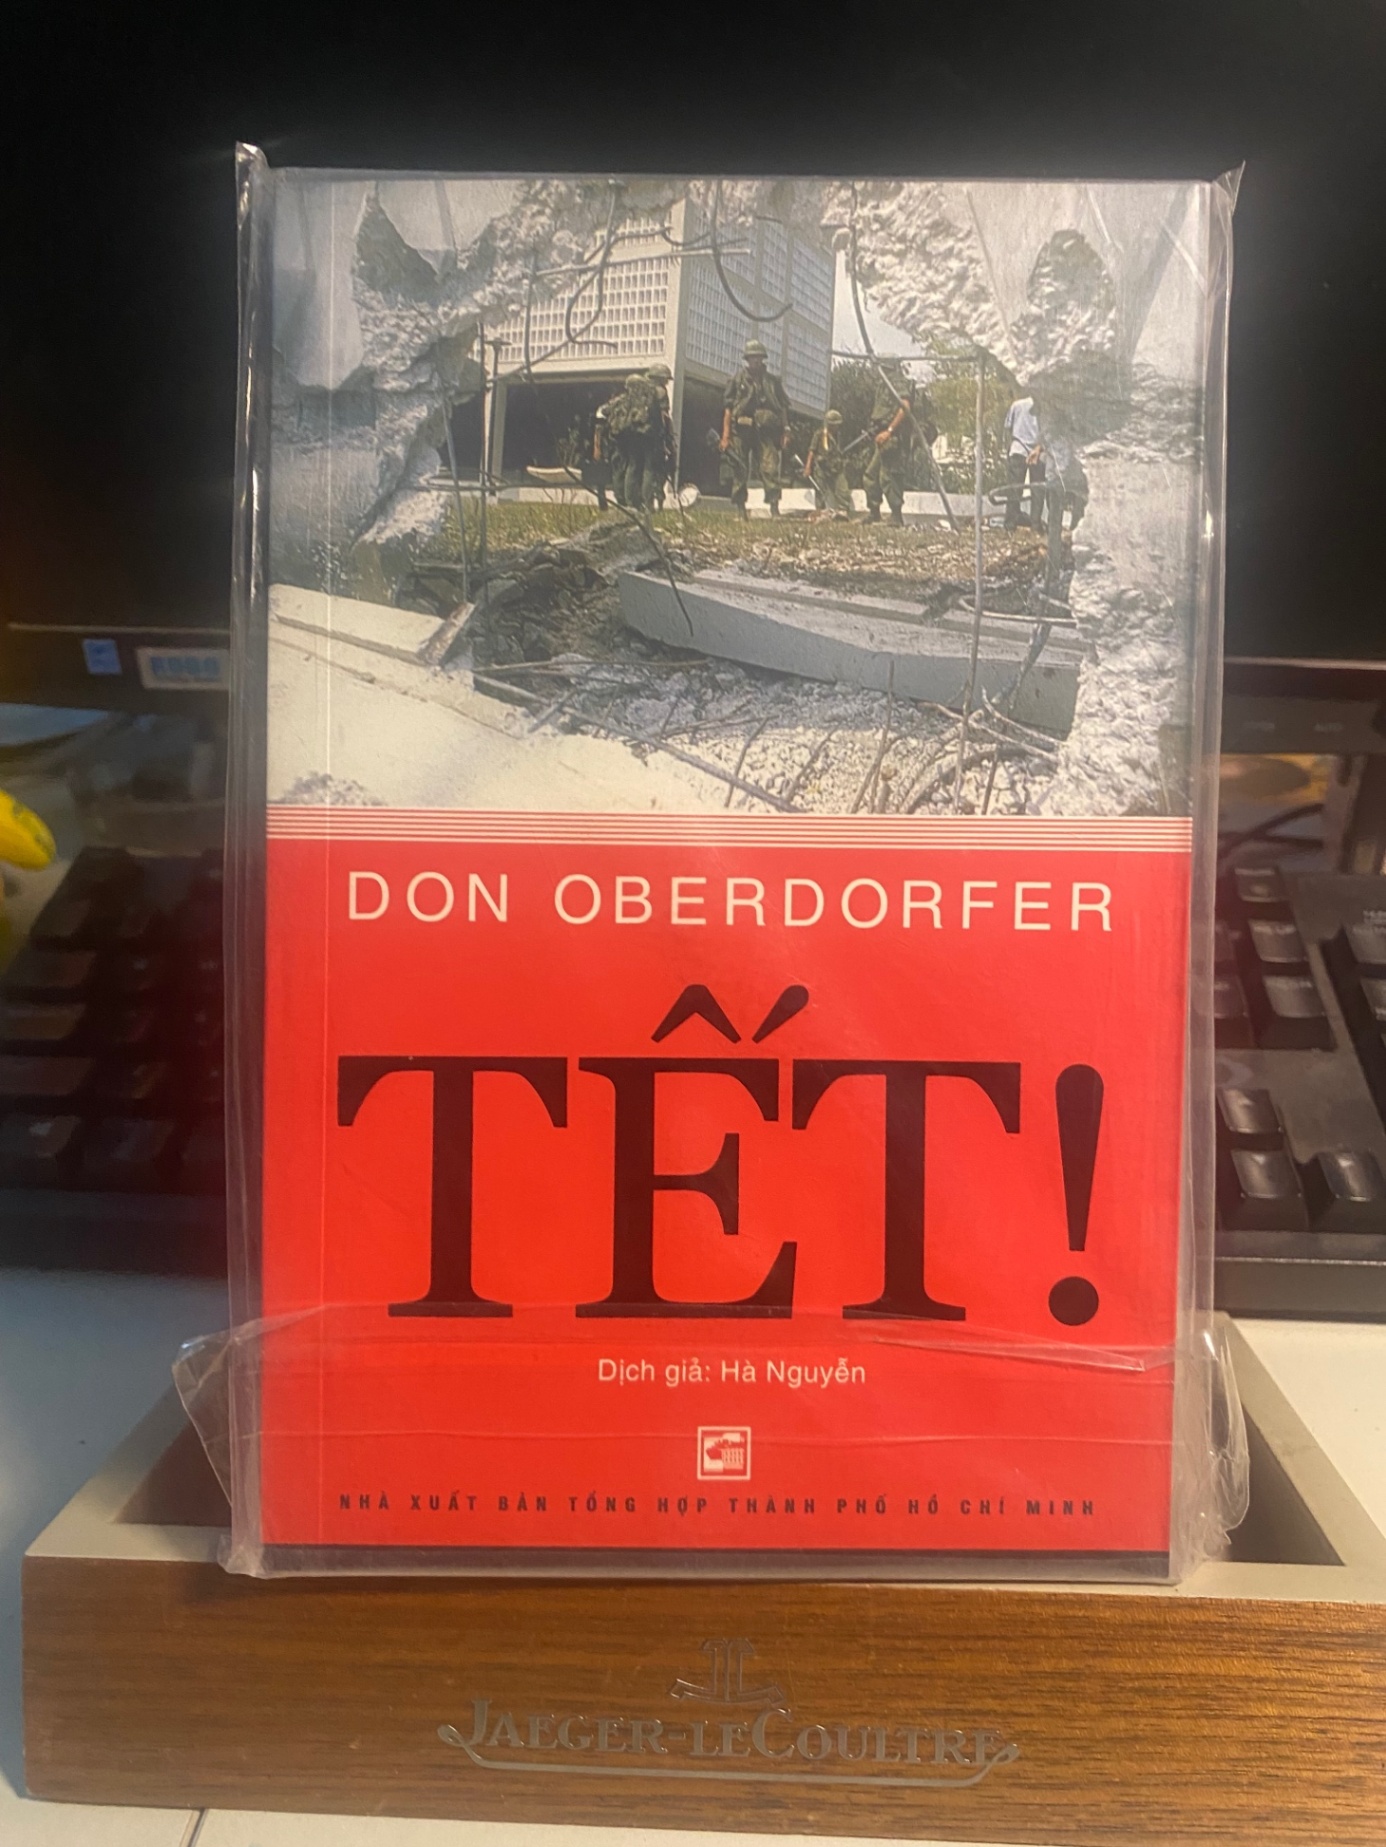 DON OBERDORFER
TẾT!
Dịch giả: Hà Nguyễn
NHÀ XUẤT BẢN TỔNG HỢP THÀNH PHỐ HỒ CHÍ MINH
JAEGER-LECOULTRE